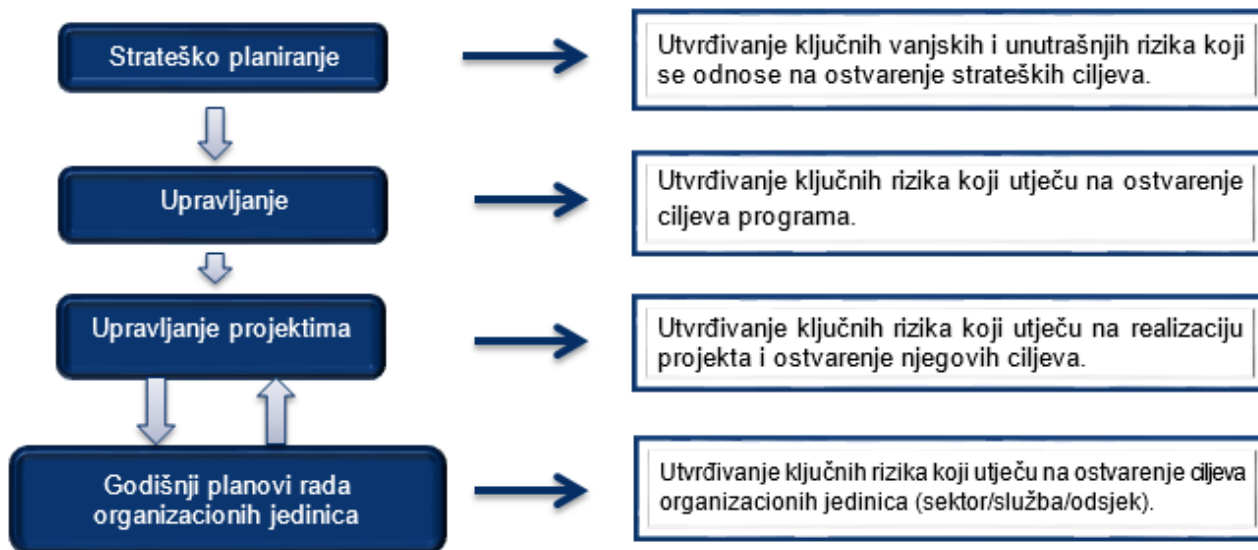 Strateško planiranje
Utvrđivanje ključnih vanjskih i unutrašnjih rizika koji
se odnose na ostvarenje strateških ciljeva.
Upravljanje
Utvrđivanje ključnih rizika koji utječu na ostvarenje
ciljeva programa.
Upravljanje projektima
Utvrđivanje ključnih rizika koji utječu na realizaciju
projekta i ostvarenje njegovih ciljeva.
Godišnji planovi rada
organizacionih jedinica
Utvrđivanje ključnih rizika koji utječu na ostvarenje ciljeva
organizacionih jedinica (sektor/služba/odsjek).